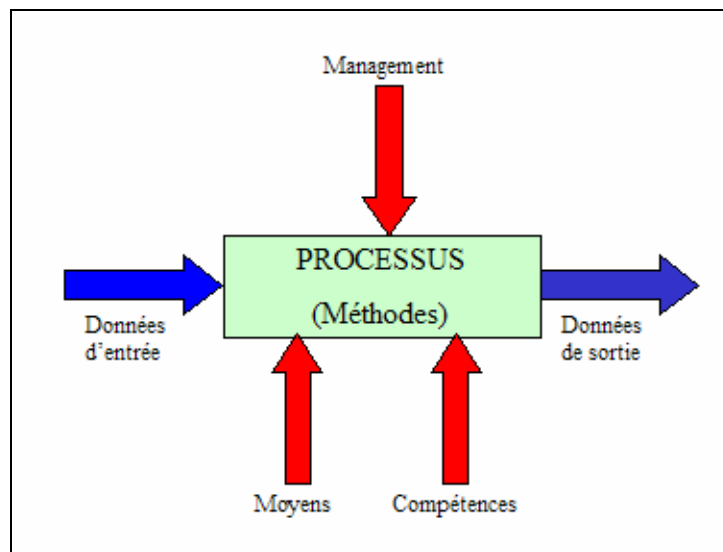 Management
PROCESSUS
(Méthodes)
Données
d'entrée
Données
de sortie
Moyens
Compétences